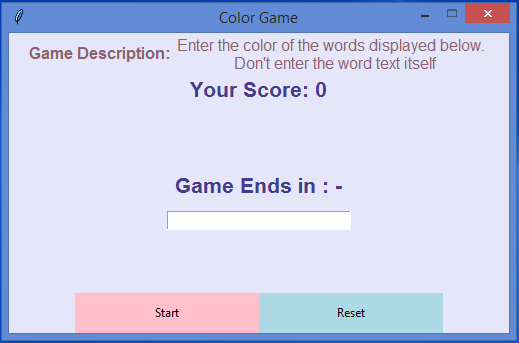 Color Game
Game Description: Enter the color of the words displayed below.
Don't enter the word text itself
Your Score: 0
Game Ends in : -
Start Reset